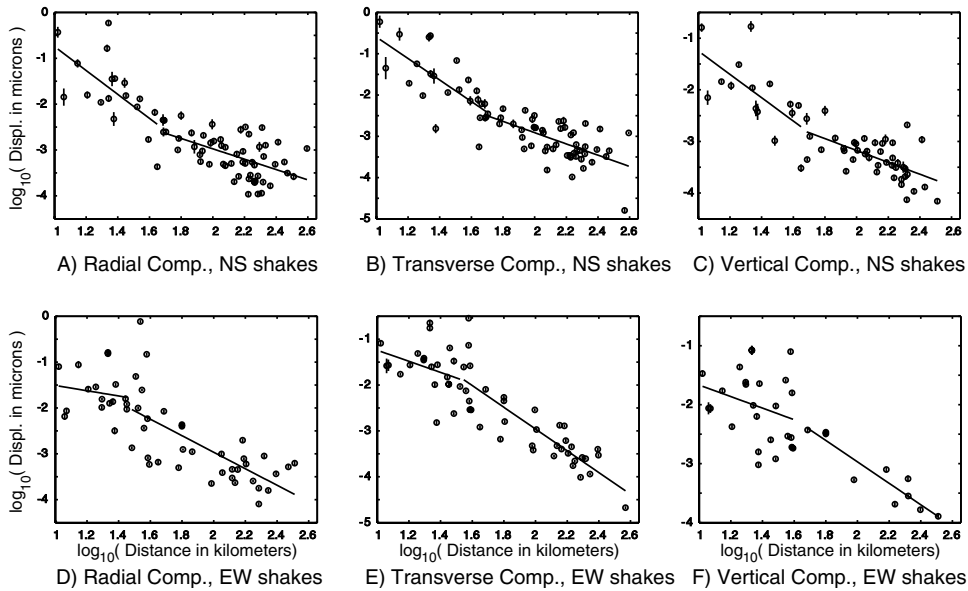 log10( Displ. in microns )
0
-1
-2
-3
-4
1 1.2 1.4 1.6 1.8 2 2.2 2.4 2.6
A) Radial Comp., NS shakes
0
-1
-2
-3
-4
-5
1 1.2 1.4 1.6 1.8 2 2.2 2.4 2.6
B) Transverse Comp., NS shakes
-1
-2
-3
-4
1 1.2 1.4 1.6 1.8 2 2.2 2.4 2.6
C) Vertical Comp., NS shakes
log10( Displ. in microns )
0
-1
-2
-3
-4
1 1.2 1.4 1.6 1.8 2 2.2 2.4 2.6
log10( Distance in kilometers)
D) Radial Comp., EW shakes
-1
-2
-3
-4
-5
1 1.2 1.4 1.6 1.8 2 2.2 2.4 2.6
log10( Distance in kilometers)
E) Transverse Comp., EW shakes
-1
-2
-3
-4
1 1.2 1.4 1.6 1.8 2 2.2 2.4 2.6
log10( Distance in kilometers)
F) Vertical Comp., EW shakes